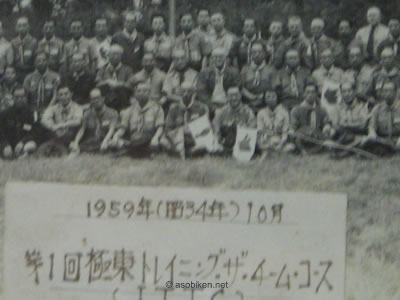 1959年(昭34年)10月
第1回極東トレイニング・ザ・チーム・コース
(ITTC)
© asobiken.net